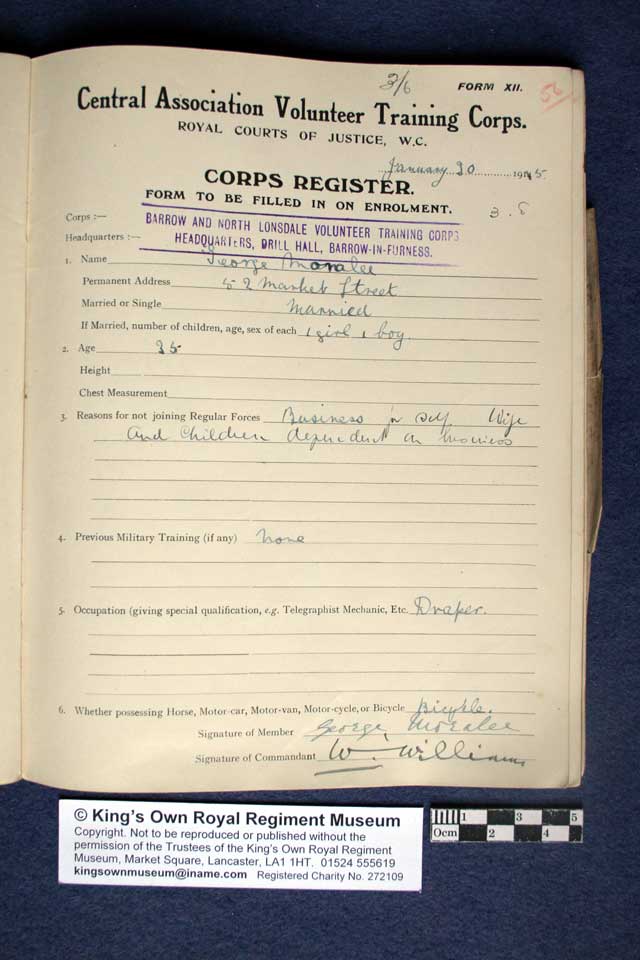 3/6
FORM XII.
56/
Central Association Volunteer Training Corps.
ROYAL COURTS OF JUSTICE, W.C.
January 20 1915
CORPS REGISTER.
FORM TO BE FILLED IN ON ENROLMENT.
3.
Corps :—
BARROW AND NORTH LONSDALE VOLUNTEER TRAINING CORPS
Headquarters :—
HEADQUARTERS, DRILL HALL, BARROW-IN-FURNESS.
1. Name George Moralee
Permanent Address 52 Market Street
Married or Single Married
If Married, number of children, age, sex of each 1 girl 1 boy.
2. Age 35
Height
Chest Measurement
3. Reasons for not joining Regular Forces Business for self Wife
and Children dependent on business
4. Previous Military Training (if any) None
5. Occupation (giving special qualification, e.g. Telegraphist Mechanic, Etc. Draper.
6. Whether possessing Horse, Motor-car, Motor-van, Motor-cycle, or Bicycle Bicycle.
Signature of Member George Moralee
Signature of Commandant W. Williams
© King's Own Royal Regiment Museum
Copyright. Not to be reproduced or published without the
permission of the Trustees of the King's Own Royal Regiment
Museum, Market Square, Lancaster, LA1 1HT. 01524 555619
kingsownmuseum@iname.com Registered Charity No. 272109
1 3 5
0cm 2 4